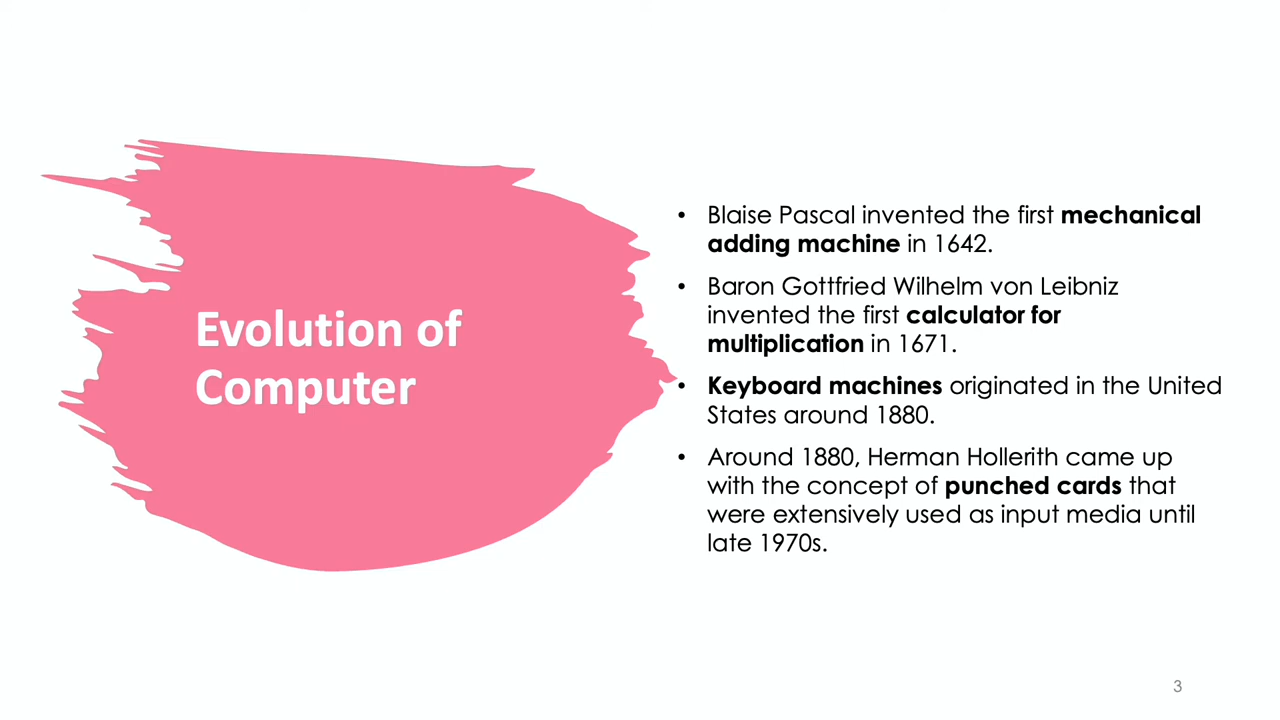 Evolution of
Computer
• Blaise Pascal invented the first mechanical
adding machine in 1642.
• Baron Gottfried Wilhelm von Leibniz
invented the first calculator for
multiplication in 1671.
• Keyboard machines originated in the United
States around 1880.
• Around 1880, Herman Hollerith came up
with the concept of punched cards that
were extensively used as input media until
late 1970s.
3